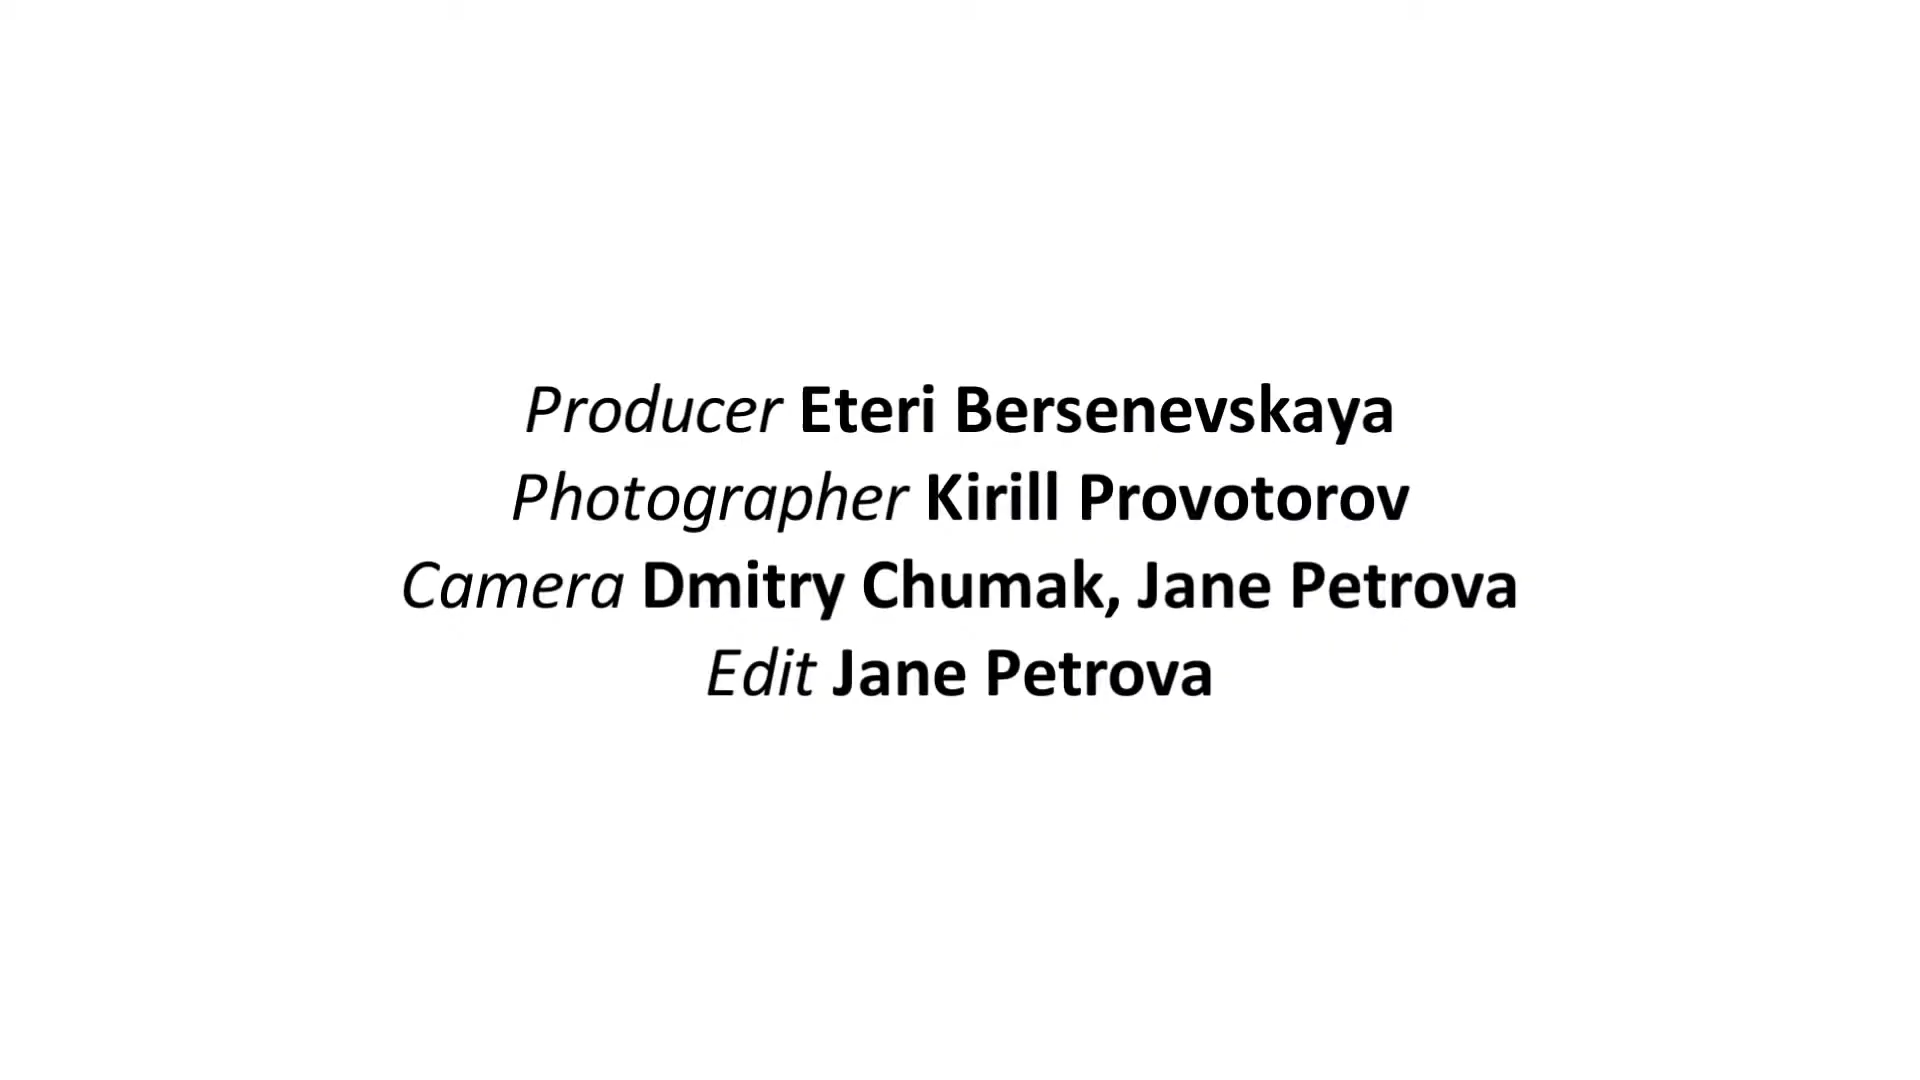 Producer Eteri Bersenevskaya
Photographer Kirill Provotorov
Camera Dmitry Chumak, Jane Petrova
Edit Jane Petrova